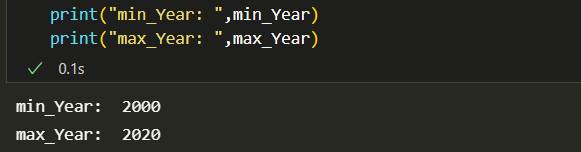 print("min_Year: ",min_Year)
print("max_Year: ",max_Year)
✓ 0.1s
min_Year:  2000
max_Year:  2020